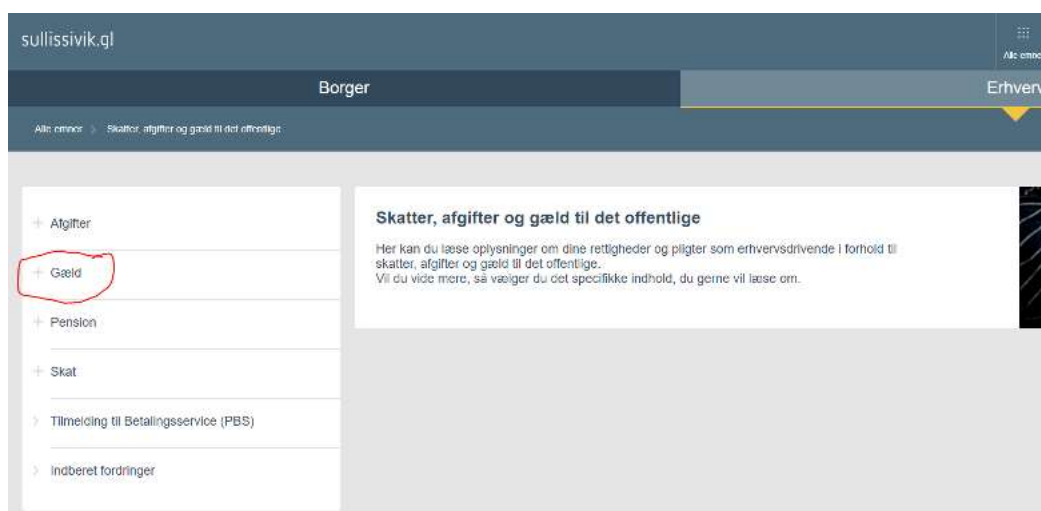 sullissivik.gl
Alle emne
Borger
Erhverv
Alle emner
Skatter, afgifter og gæld til det offentlige
Afgifter
Gæld
Pension
Skat
Tilmelding til Betalingsservice (PBS)
Indberet fordringer
Skatter, afgifter og gæld til det offentlige
Her kan du læse oplysninger om dine rettigheder og pligter som erhvervsdrivende i forhold til
skatter, afgifter og gæld til det offentlige.
Vil du vide mere, så vælger du det specifikke indhold, du gerne vil læse om.